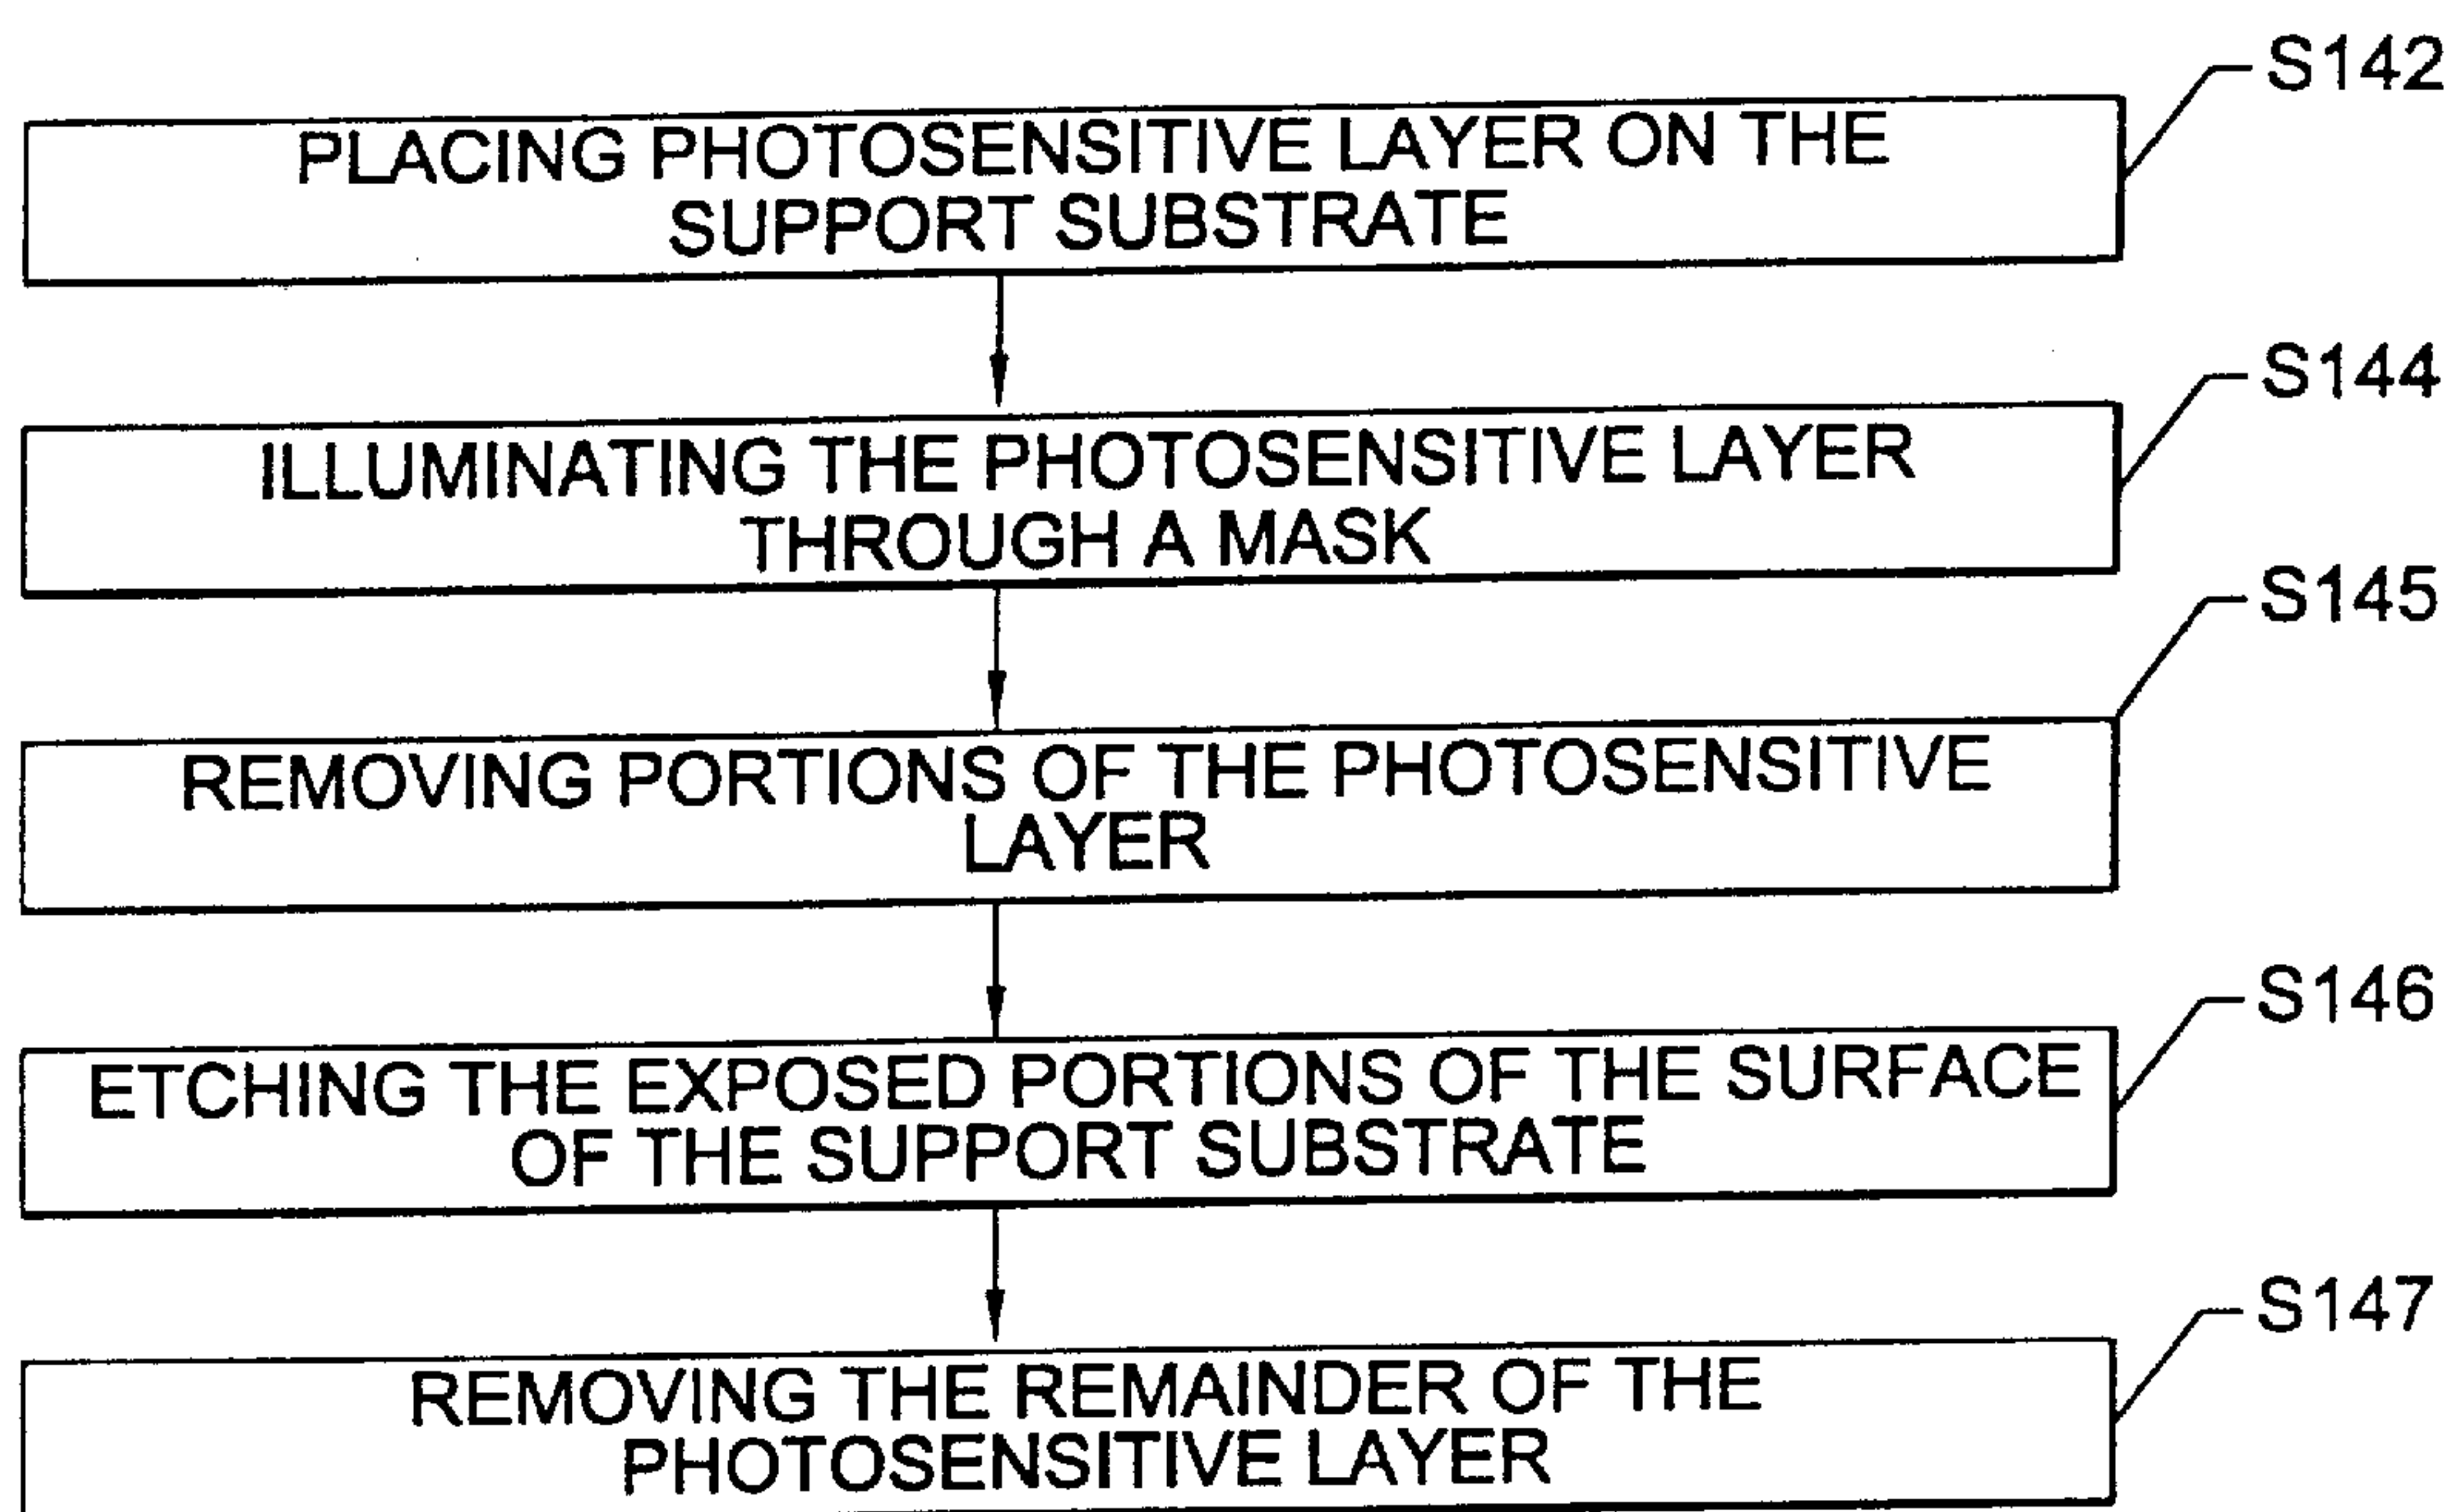 S142
PLACING PHOTOSENSITIVE LAYER ON THE
SUPPORT SUBSTRATE
S144
ILLUMINATING THE PHOTOSENSITIVE LAYER
THROUGH A MASK
S145
REMOVING PORTIONS OF THE PHOTOSENSITIVE
LAYER
S146
ETCHING THE EXPOSED PORTIONS OF THE SURFACE
OF THE SUPPORT SUBSTRATE
S147
REMOVING THE REMAINDER OF THE
PHOTOSENSITIVE LAYER